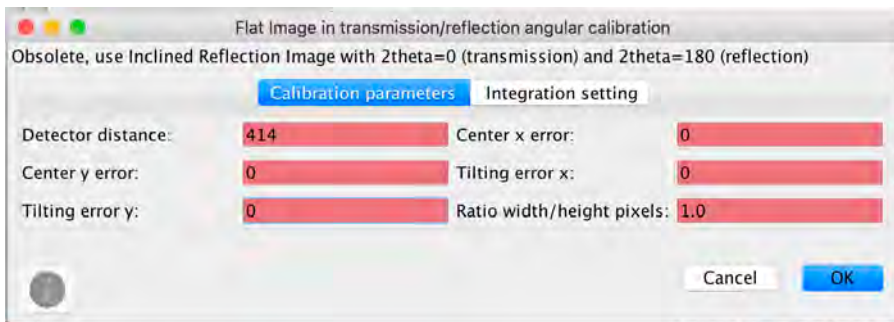 Flat Image in transmission/reflection angular calibration
Obsolete, use Inclined Reflection Image with 2theta=0 (transmission) and 2theta=180 (reflection)
Calibration parameters Integration setting
Detector distance: 414 Center x error: 0
Center y error: 0 Tilting error x: 0
Tilting error y: 0 Ratio width/height pixels: 1.0
Cancel OK